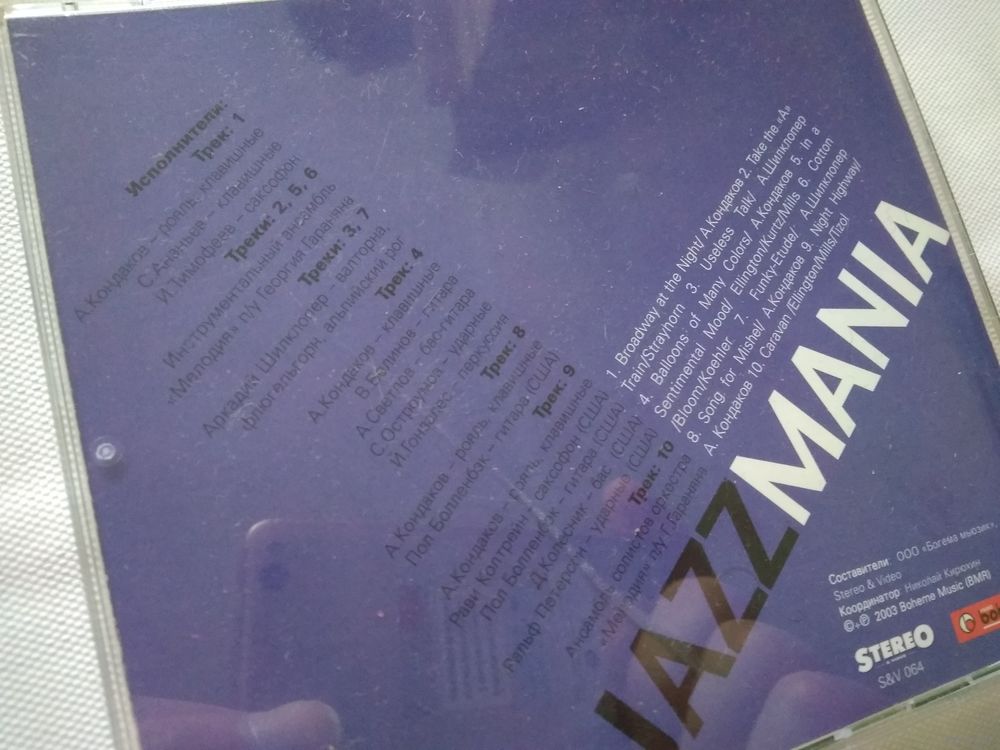 Исполнители:
Трек: 1
А.Кондаков – рояль, клавишные
С.Ананьев – клавишные
И.Тимофеев – саксофон
Треки: 2, 5, 6
Инструментальный ансамбль
«Мелодия» п/у Георгия Гараняна
Треки: 3, 7
Аркадий Шилклопер – валторна,
флюгельгорн, альпийский рог
Трек: 4
А.Кондаков – клавишные
гитара
А Светлов – бас-гитара
ударные
И.Гонзалес – перкуссия
Трек: 8
А Кондаков – рояль, клавишные
Пол Болленбэк – гитара (США)
Трек: 9
А.Кондаков – рояль, клавишные
Рави Колтрейн – саксофон (США)
Пол Болленбэк – гитара (США)
Д.Колесник – бас (США)
Ральф Петерсон – ударные (США)
Трек: 10
Ансамбль солистов оркестра
«Мелодия» п/у Г.Гараняна
1. Broadway at the Night/ А.Кондаков 2. Take the «A»
Train/Strayhorn 3. Useless Talk/ А.Шилклопер
4. Balloons of Many Colors/ А.Кондаков 5. In a
Sentimental Mood/ Ellington/Kurtz/Mills 6. Cotton
/Bloom/Koehler 7. Funky-Etude/ А.Шилклопер
8. Song for Mishel/ А.Кондаков 9. Night Highway/
А. Кондаков 10. Caravan /Ellington/Mills/Tizol
JAZZMANIA
Составители: ООО «Богема мьюзик»,
Stereo & Video
Координатор Николай Кирюхин
©+℗ 2003 Boheme Music (BMR)
STEREO
S&V 064